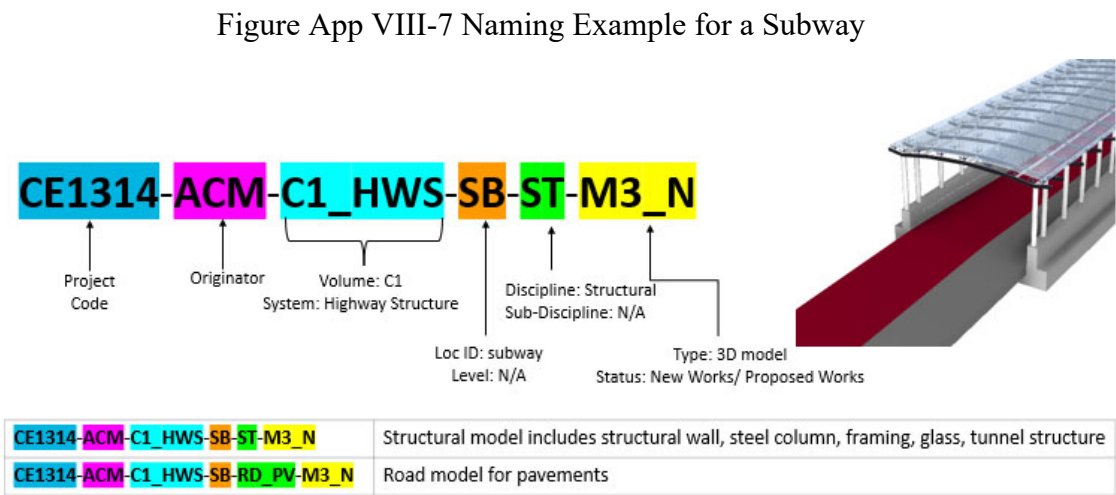 Figure App VIII-7 Naming Example for a Subway
CE1314-ACM-C1_HWS-SB-ST-M3_N
Project
Code
Originator
Volume: C1
System: Highway Structure
Discipline: Structural
Sub-Discipline: N/A
Loc ID: subway
Level: N/A
Type: 3D model
Status: New Works/ Proposed Works
CE1314-ACM-C1_HWS-SB-ST-M3_N Structural model includes structural wall, steel column, framing, glass, tunnel structure
CE1314-ACM-C1_HWS-SB-RD_PV-M3_N Road model for pavements